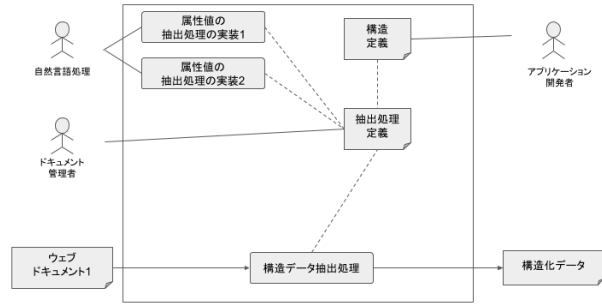 属性値の
抽出処理の実装1
構造
定義
自然言語処理
属性値の
抽出処理の実装2
アプリケーション
開発者
抽出処理
定義
ドキュメント
管理者
ウェブ
ドキュメント1
構造データ抽出処理
構造化データ